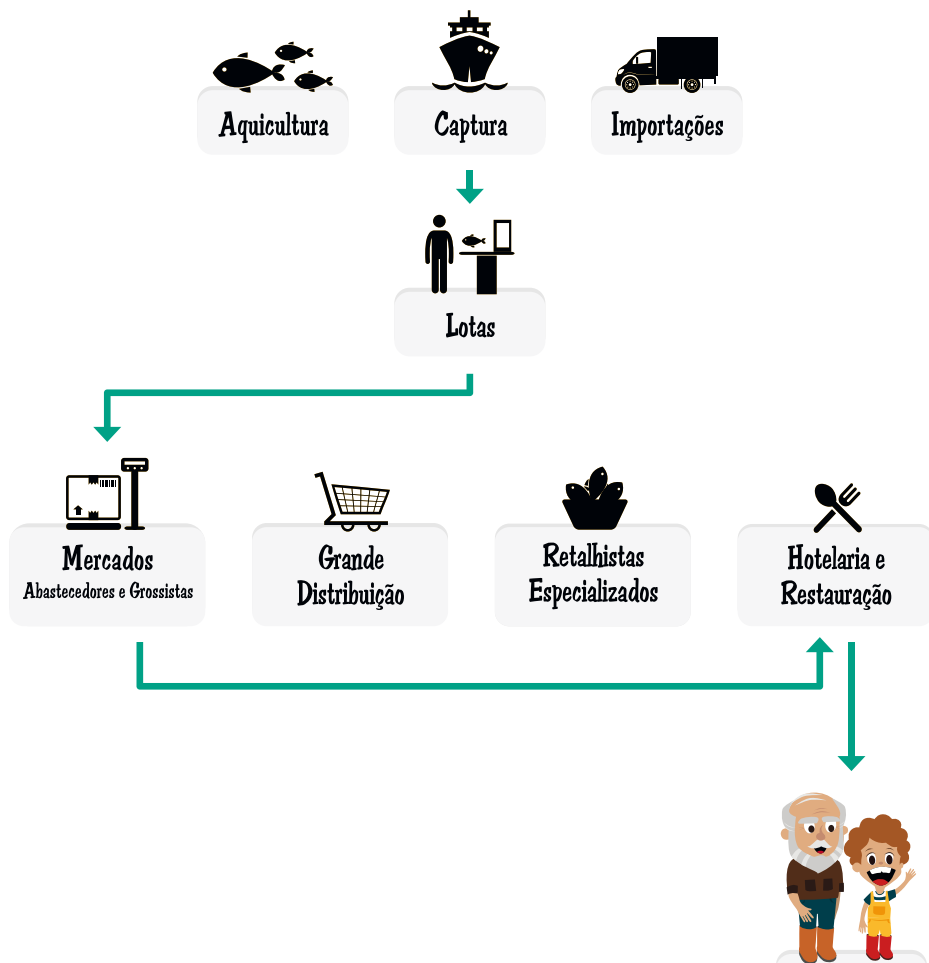 Aquicultura
Captura
Importações
Lotas
Mercados
Abastecedores e Grossistas
Grande
Distribuição
Retalhistas
Especializados
Hotelaria e
Restauração